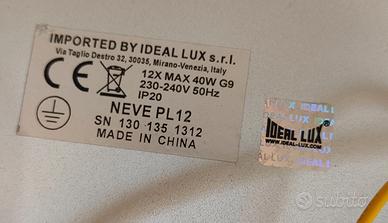 IMPORTED BY IDEAL LUX s.r.l.
Via Taglio Destro 32, 30035, Mirano-Venezia, Italy
CE
12X MAX 40W G9
230-240V 50Hz
IP20
NEVE PL12
SN 130 135 1312
MADE IN CHINA
IDEAL LUX
WWW.IDEAL-LUX.COM
subito